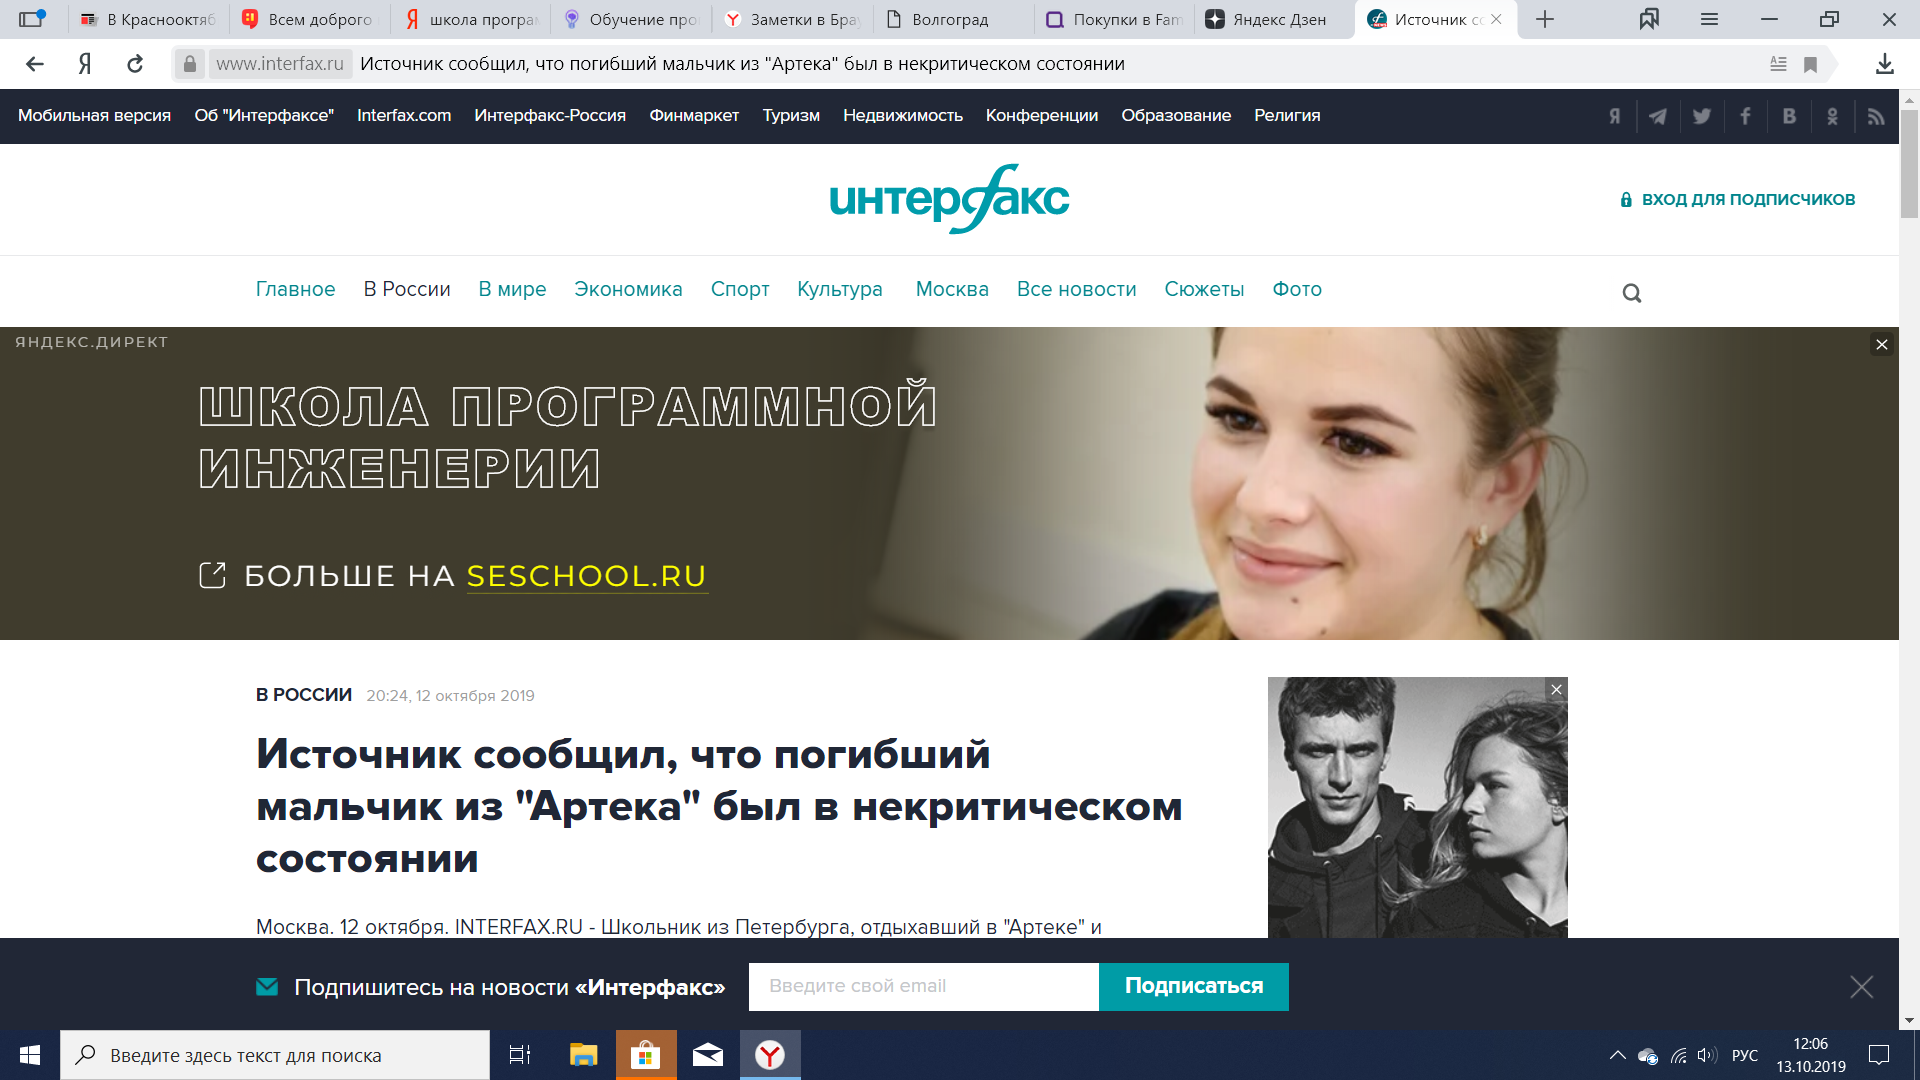 В Краснооктяб
Всем доброго
школа програм
Обучение про
Заметки в Брау
Волгоград
Покупки в Fam
Яндекс Дзен
Источник со
www.interfax.ru Источник сообщил, что погибший мальчик из "Артека" был в некритическом состоянии
Мобильная версия Об "Интерфаксе" Interfax.com Интерфакс-Россия Финмаркет Туризм Недвижимость Конференции Образование Религия
интерфакс
ВХОД ДЛЯ ПОДПИСЧИКОВ
Главное В России В мире Экономика Спорт Культура Москва Все новости Сюжеты Фото
ЯНДЕКС.ДИРЕКТ
ШКОЛА ПРОГРАММНОЙ
ИНЖЕНЕРИИ
БОЛЬШЕ НА SESCHOOL.RU
В РОССИИ 20:24, 12 октября 2019
Источник сообщил, что погибший
мальчик из "Артека" был в некритическом
состоянии
Москва. 12 октября. INTERFAX.RU - Школьник из Петербурга, отдыхавший в "Артеке" и
Подпишитесь на новости «Интерфакс» Введите свой email Подписаться
Введите здесь текст для поиска
РУС
12:06
13.10.2019